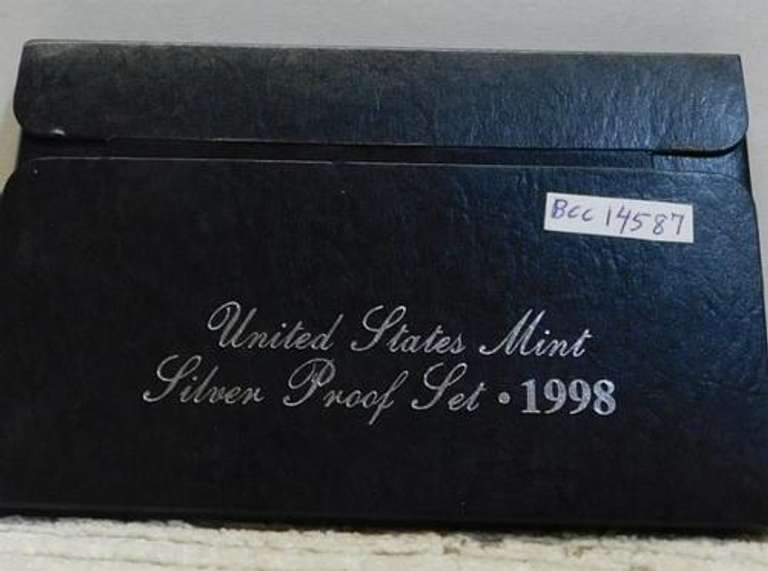 BCC 14587
United States Mint
Silver Proof Set • 1998